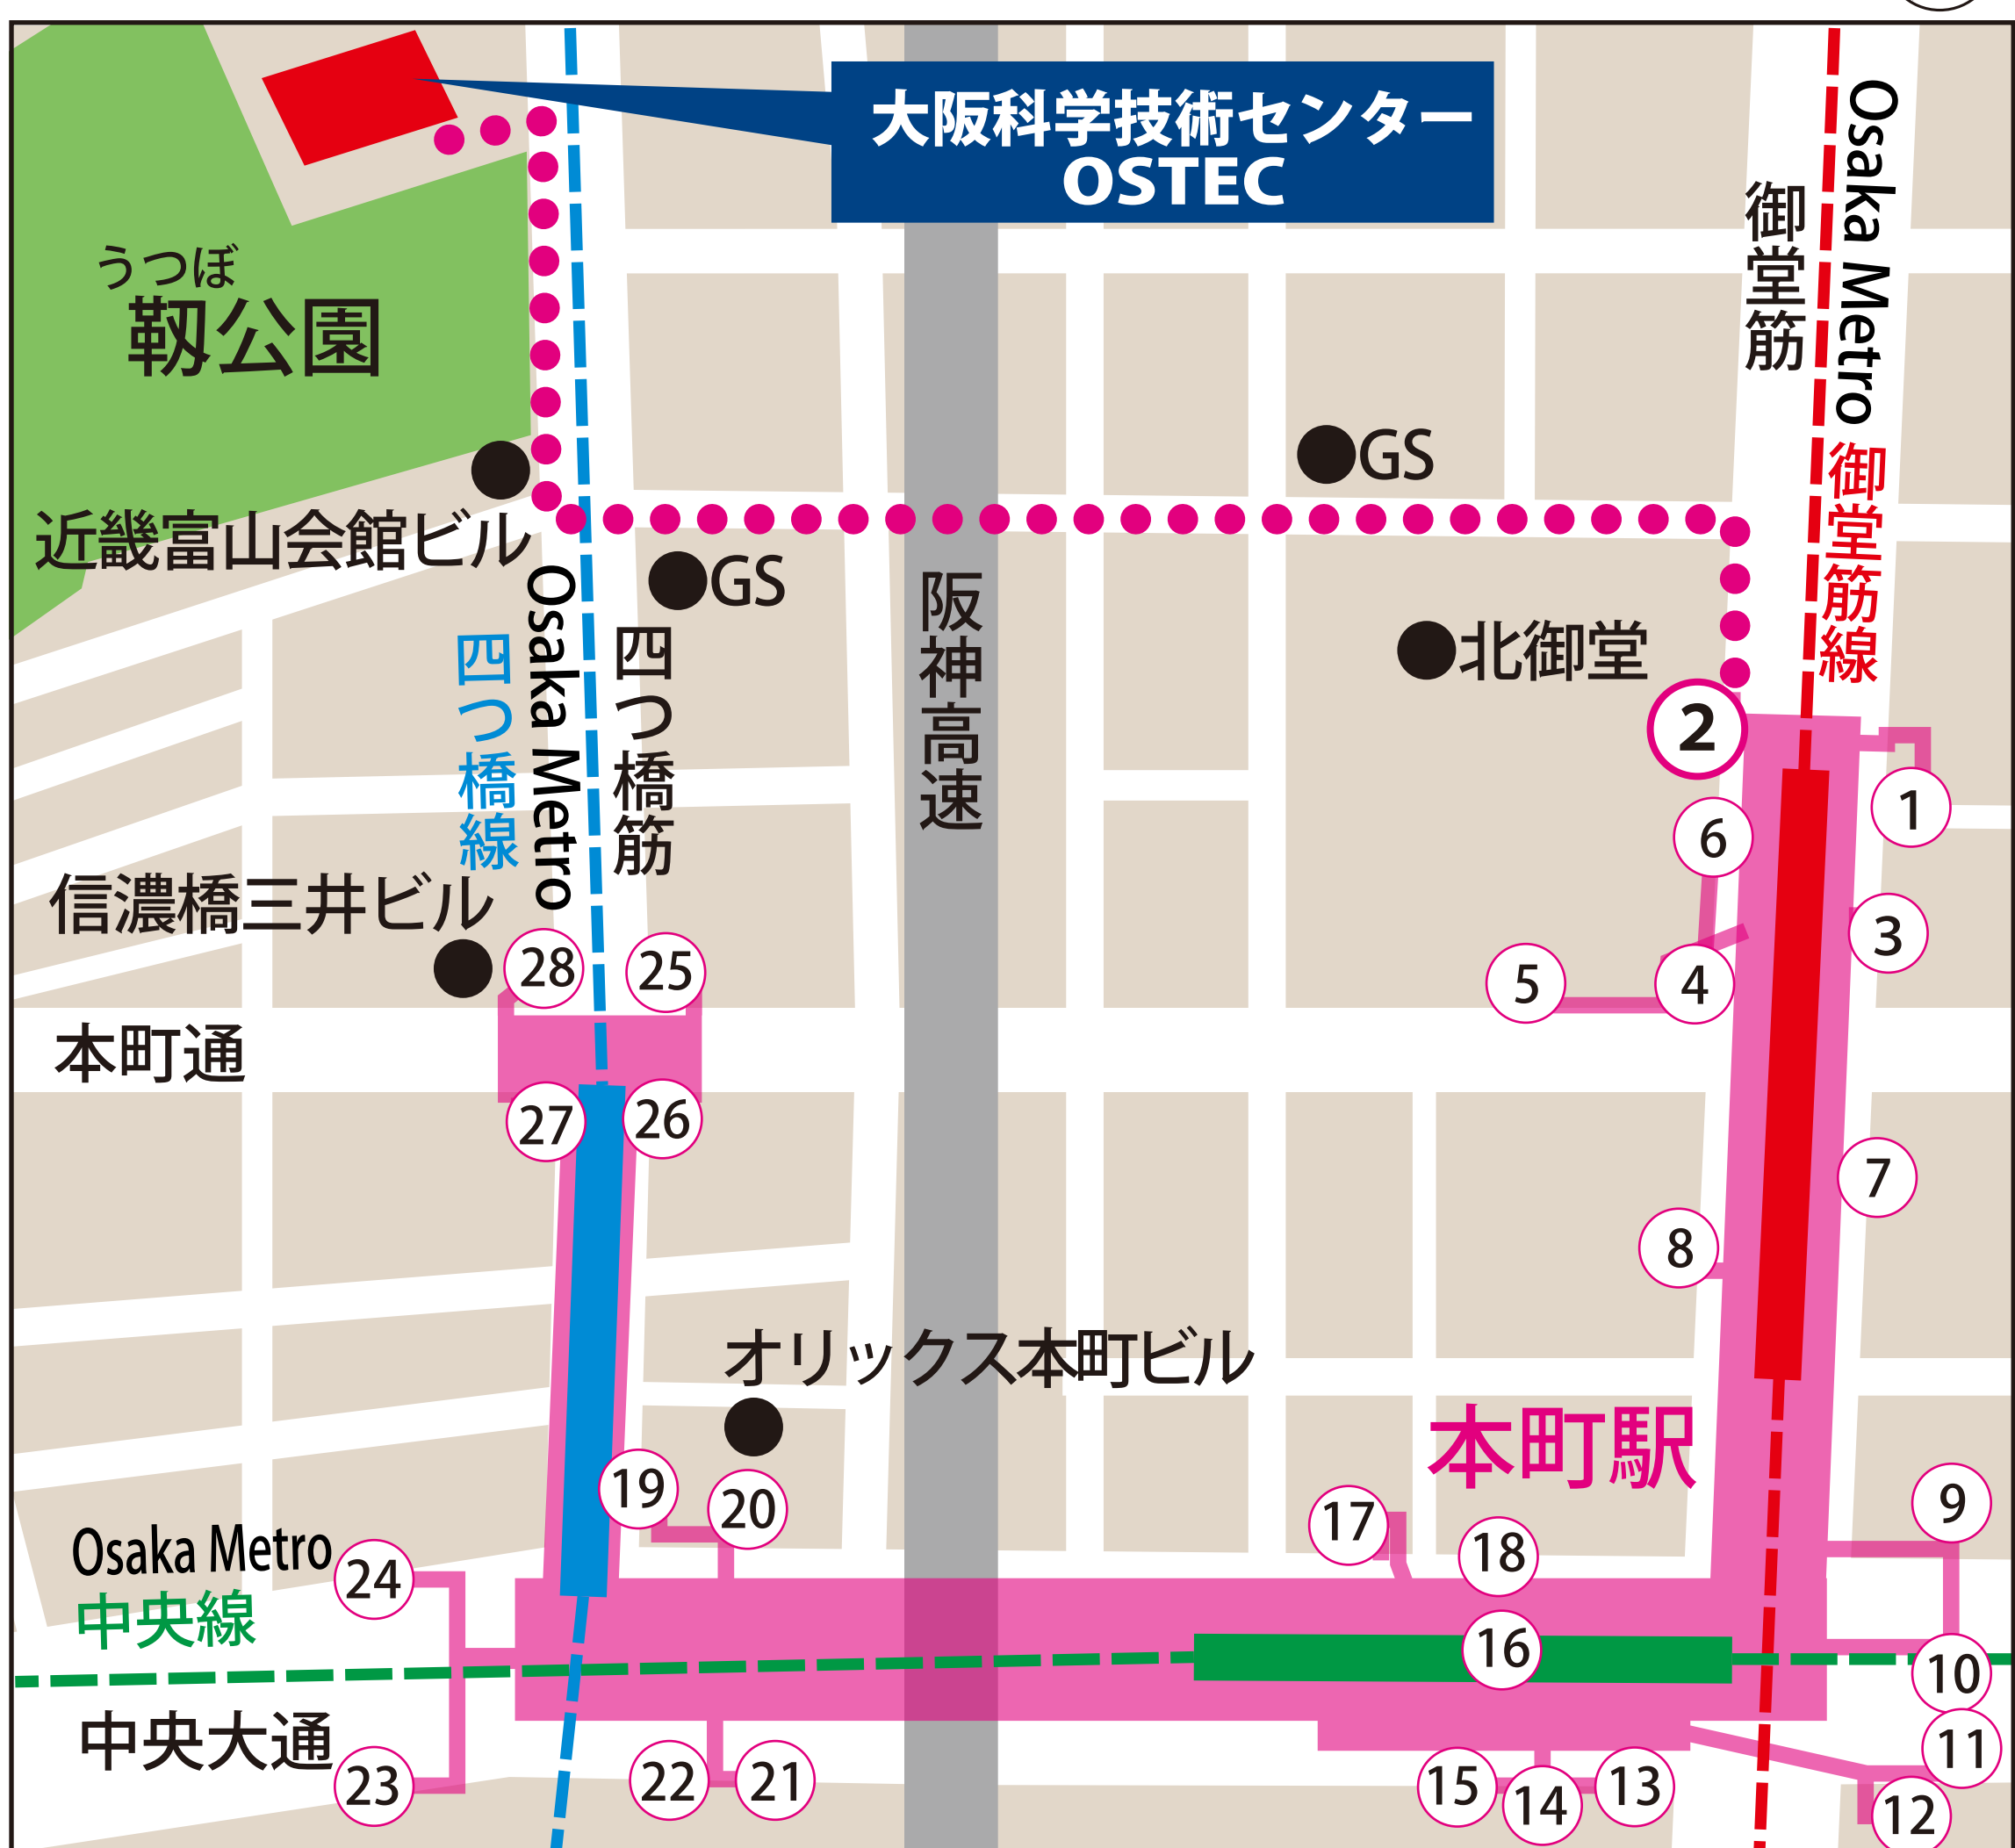 大阪科学技術センター
OSTEC
Osaka Metro
御堂筋線
御堂筋
うつぼ
靭公園
GS
近畿富山会館ビル
GS
Osaka Metro
四つ橋線
四つ橋筋
阪神高速
北御堂
2
1
6
3
信濃橋三井ビル
28
25
5
4
本町通
27
26
7
8
オリックス本町ビル
本町駅
19
20
17
18
9
Osaka Metro
中央線
24
16
10
中央大通
11
23
22
21
15
14
13
12